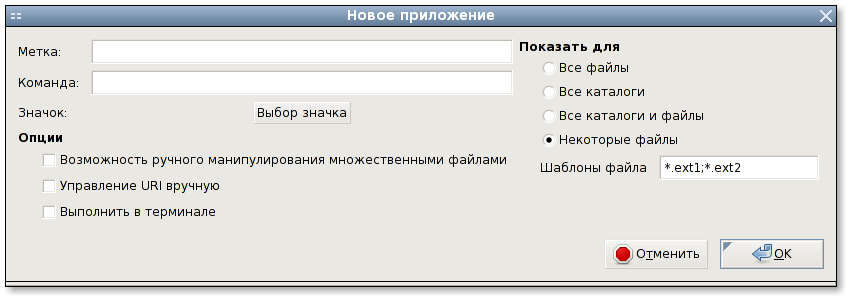 Новое приложение
Метка:
Команда:
Значок:
Выбор значка
Опции
Возможность ручного манипулирования множественными файлами
Управление URI вручную
Выполнить в терминале
Показать для
Все файлы
Все каталоги
Все каталоги и файлы
Некоторые файлы
Шаблоны файла *.ext1;*.ext2
Отменить
OK